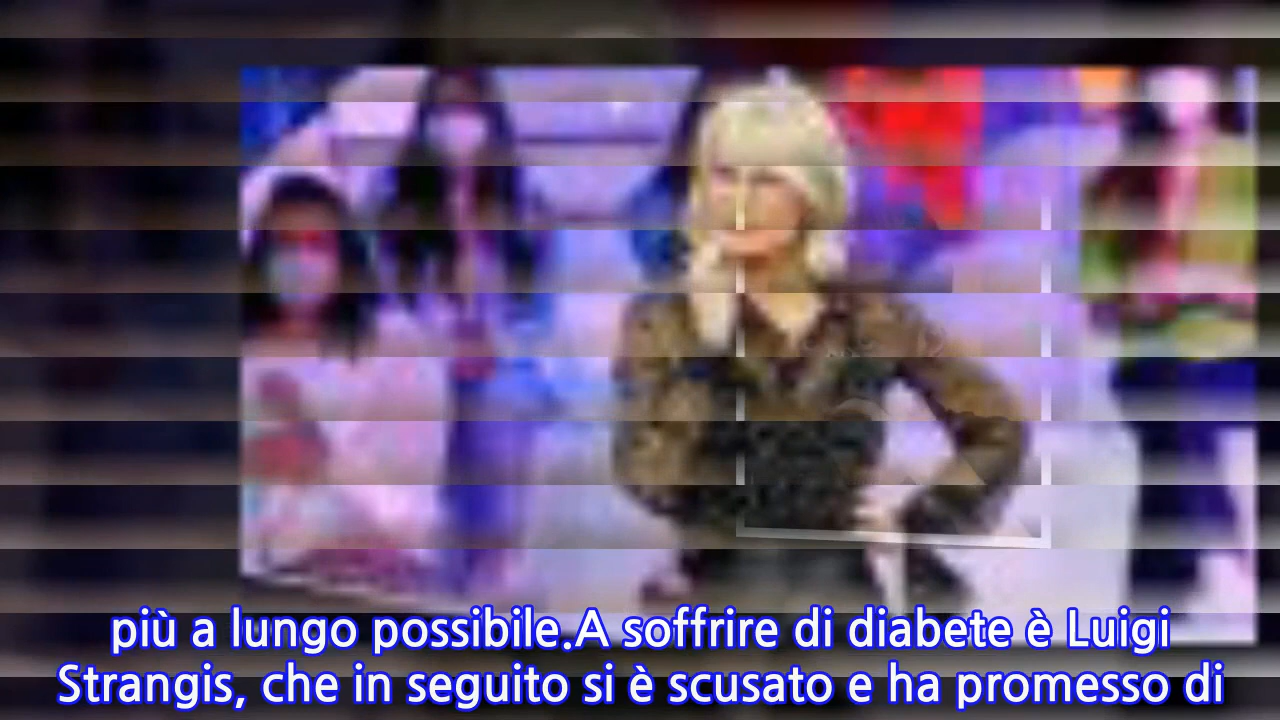 più a lungo possibile.A soffrire di diabete è Luigi
Strangis, che in seguito si è scusato e ha promesso di